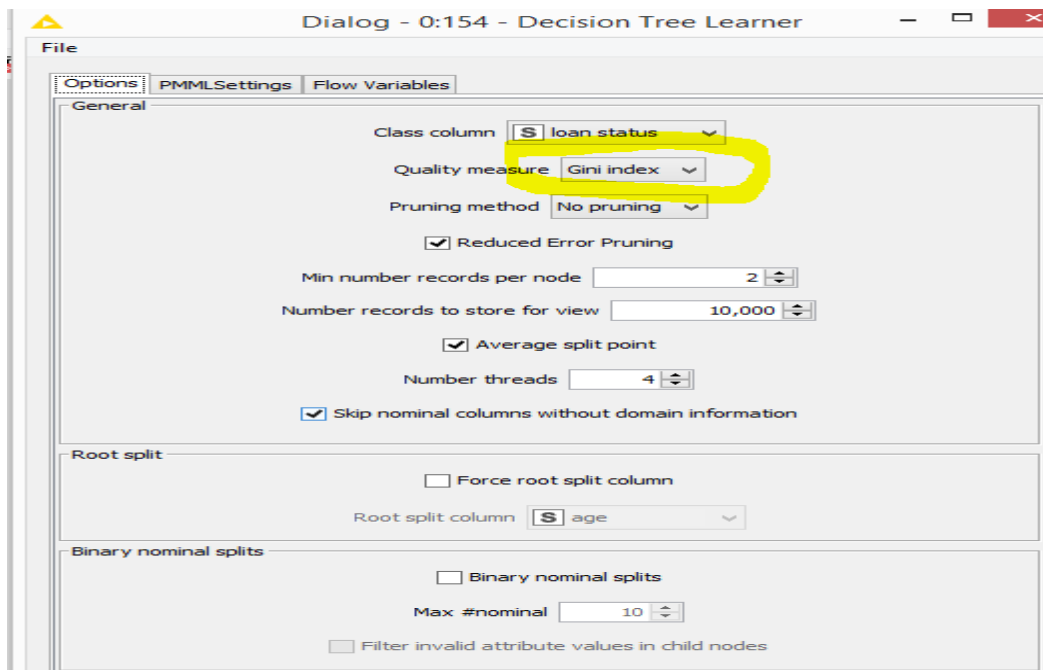 Dialog - 0:154 - Decision Tree Learner
File
Options PMMLSettings Flow Variables
General
Class column S loan status
Quality measure Gini index
Pruning method No pruning
Reduced Error Pruning
Min number records per node 2
Number records to store for view 10,000
Average split point
Number threads 4
Skip nominal columns without domain information
Root split
Force root split column
Root split column S age
Binary nominal splits
Binary nominal splits
Max #nominal 10
Filter invalid attribute values in child nodes